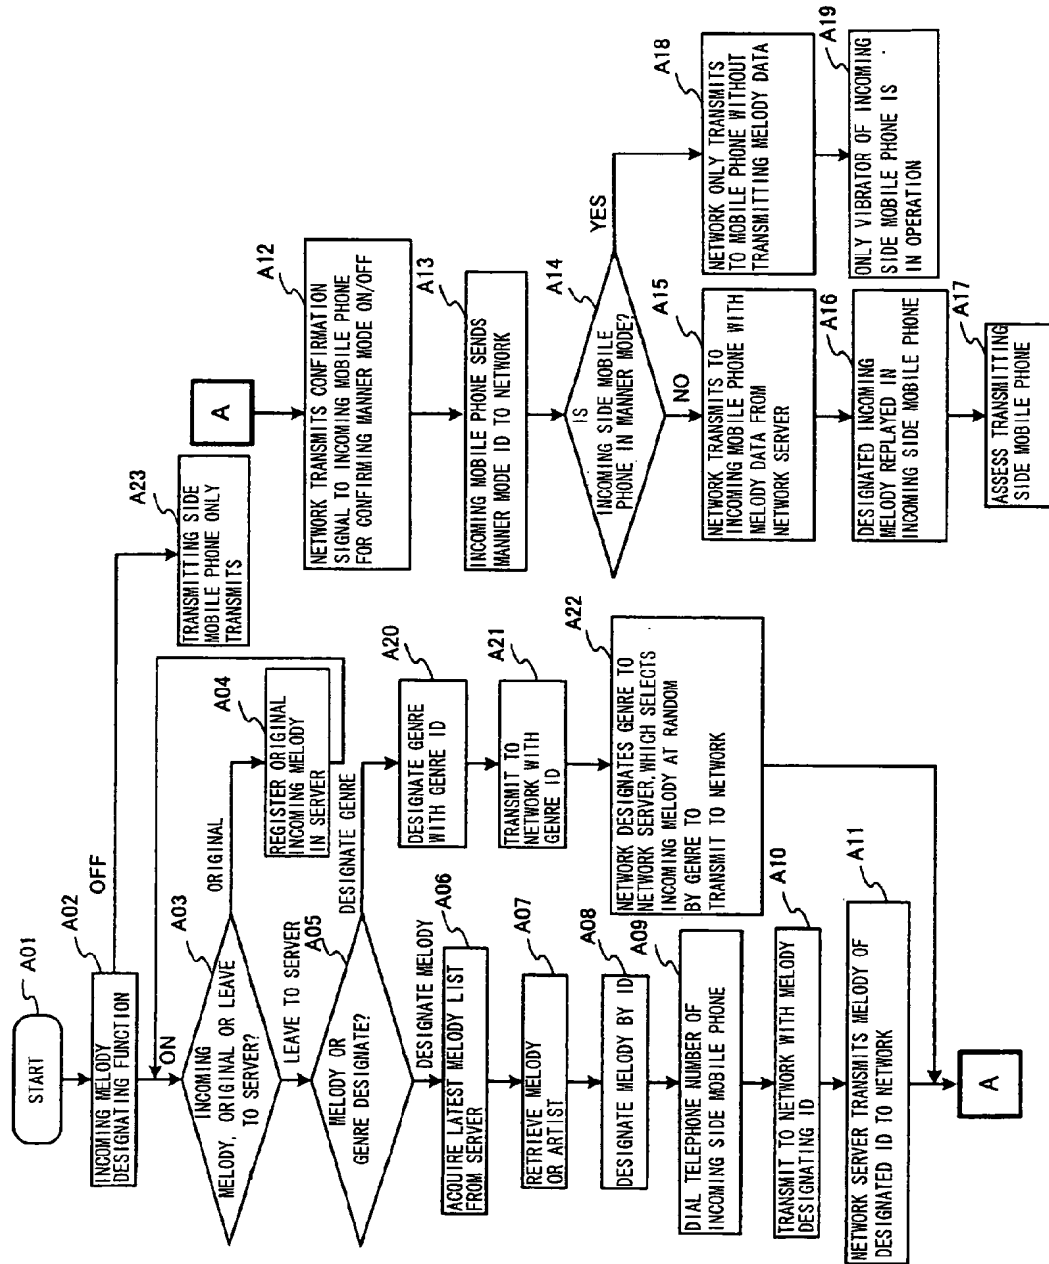 START
A01
INCOMING MELODY
DESIGNATING FUNCTION
A02
OFF
ON
INCOMING
MELODY, ORIGINAL OR LEAVE
TO SERVER?
A03
ORIGINAL
REGISTER ORIGINAL
INCOMING MELODY
IN SERVER
A04
LEAVE TO SERVER
MELODY OR
GENRE DESIGNATE?
A05
DESIGNATE GENRE
DESIGNATE MELODY
ACQUIRE LATEST MELODY LIST
FROM SERVER
A06
RETRIEVE MELODY
OR ARTIST
A07
DESIGNATE MELODY BY ID
A08
DIAL TELEPHONE NUMBER OF
INCOMING SIDE MOBILE PHONE
A09
TRANSMIT TO NETWORK WITH MELODY
DESIGNATING ID
A10
NETWORK SERVER TRANSMITS MELODY OF
DESIGNATED ID TO NETWORK
A11
A
DESIGNATE GENRE
WITH GENRE ID
A20
TRANSMIT TO
NETWORK WITH
GENRE ID
A21
NETWORK DESIGNATES GENRE TO
NETWORK SERVER, WHICH SELECTS
INCOMING MELODY AT RANDOM
BY GENRE TO
TRANSMIT TO NETWORK
A22
TRANSMITTING SIDE
MOBILE PHONE ONLY
TRANSMITS
A23
A
NETWORK TRANSMITS CONFIRMATION
SIGNAL TO INCOMING MOBILE PHONE
FOR CONFIRMING MANNER MODE ON/OFF
A12
INCOMING MOBILE PHONE SENDS
MANNER MODE ID TO NETWORK
A13
IS
INCOMING SIDE MOBILE
PHONE IN MANNER MODE?
A14
YES
NO
NETWORK TRANSMITS TO
INCOMING MOBILE PHONE WITH
MELODY DATA FROM
NETWORK SERVER
A15
DESIGNATED INCOMING
MELODY REPLAYED IN
INCOMING SIDE MOBILE PHONE
A16
ASSESS TRANSMITTING
SIDE MOBILE PHONE
A17
NETWORK ONLY TRANSMITS
TO MOBILE PHONE WITHOUT
TRANSMITTING MELODY DATA
A18
ONLY VIBRATOR OF INCOMING
SIDE MOBILE PHONE IS
IN OPERATION
A19